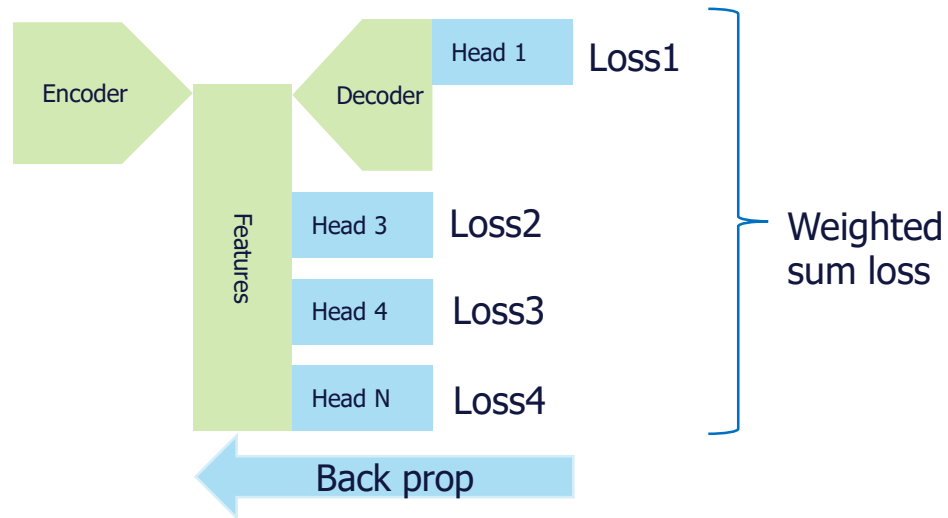 Encoder
Decoder
Head 1
Loss1
Features
Head 3
Loss2
Head 4
Loss3
Head N
Loss4
Weighted
sum loss
Back prop